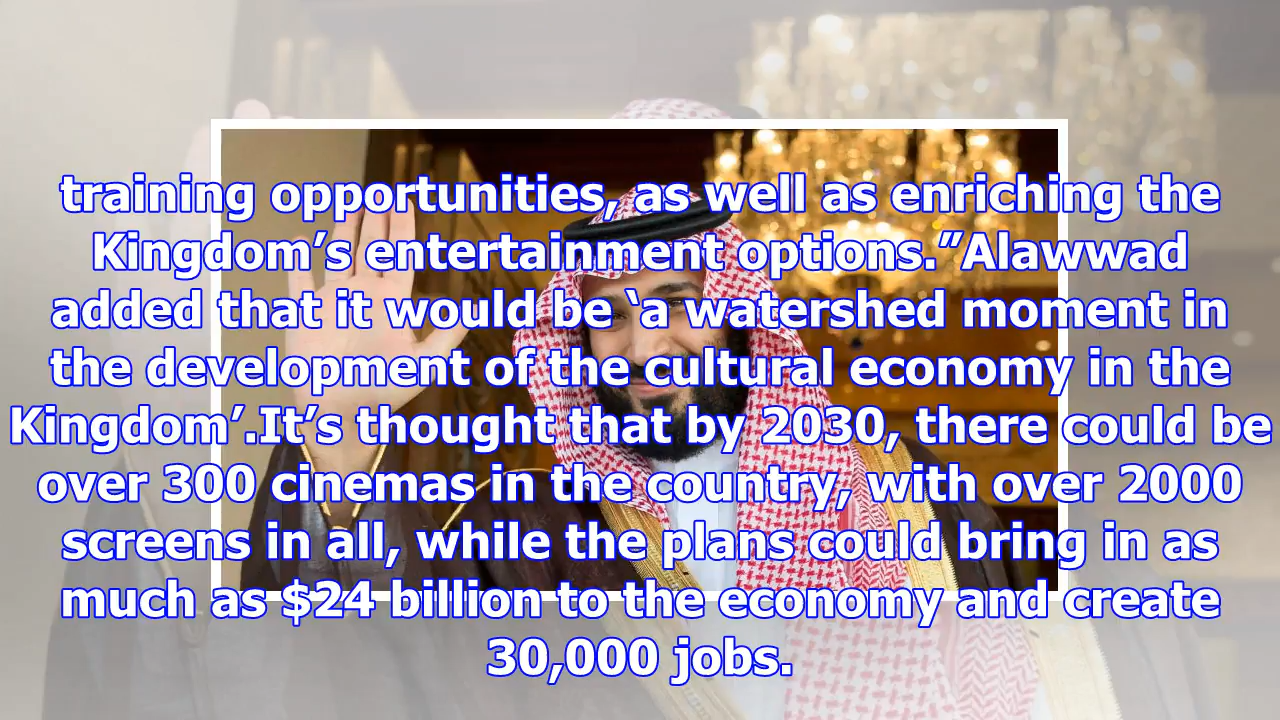 training opportunities, as well as enriching the
Kingdom’s entertainment options.”Alawwad
added that it would be ‘a watershed moment in
the development of the cultural economy in the
Kingdom’.It’s thought that by 2030, there could be
over 300 cinemas in the country, with over 2000
screens in all, while the plans could bring in as
much as $24 billion to the economy and create
30,000 jobs.